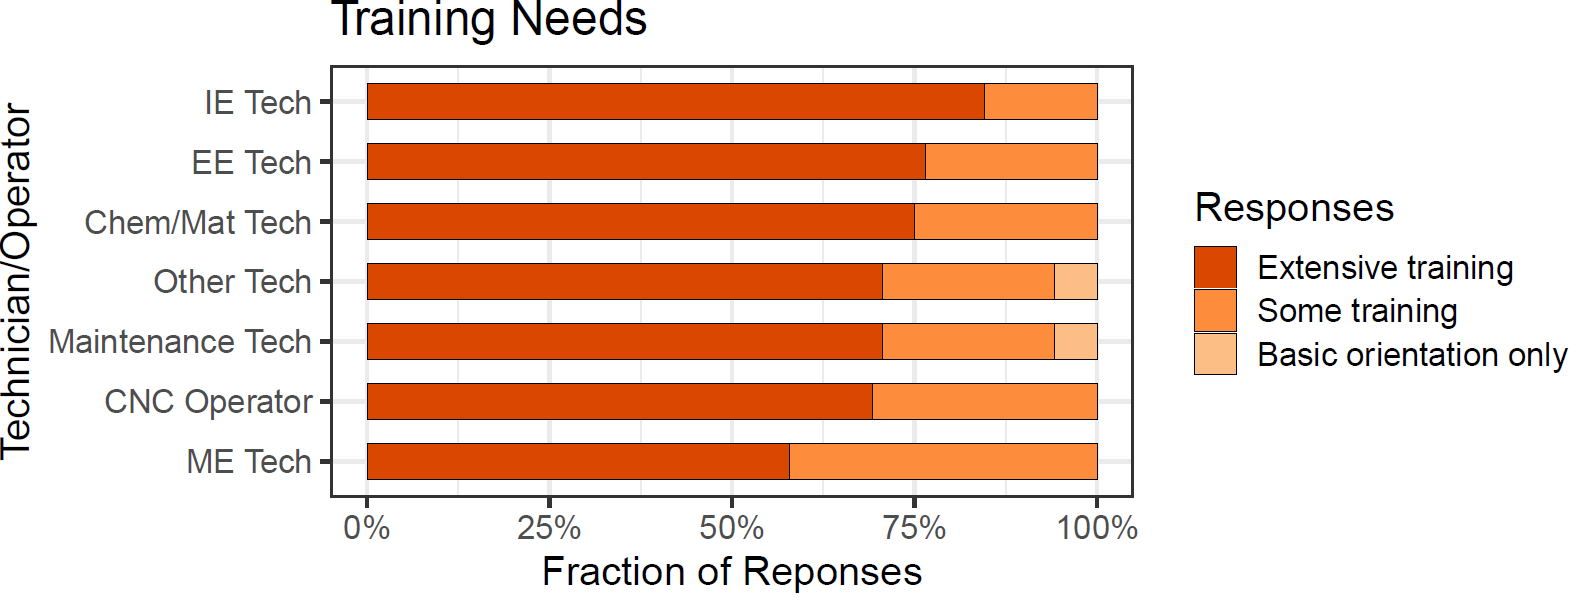 Training Needs
Technician/Operator
IE Tech
EE Tech
Chem/Mat Tech
Other Tech
Maintenance Tech
CNC Operator
ME Tech
0% 25% 50% 75% 100%
Fraction of Reponses
Responses
Extensive training
Some training
Basic orientation only